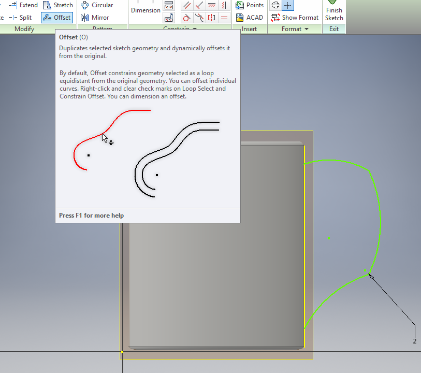 Extend
Stretch
Circular
Points
Split
Offset
Mirror
Dimension
ACAD
Show Format
Finish
Sketch
Modify
Pattern
Constrain
Insert
Format
Offset (O)
Duplicates selected sketch geometry and dynamically offsets it
from the original.
By default, Offset constrains geometry selected as a loop
equidistant from the original geometry. You can offset individual
curves. Right-click and clear check marks on Loop Select and
Constrain Offset. You can dimension an offset.
Press F1 for more help
2